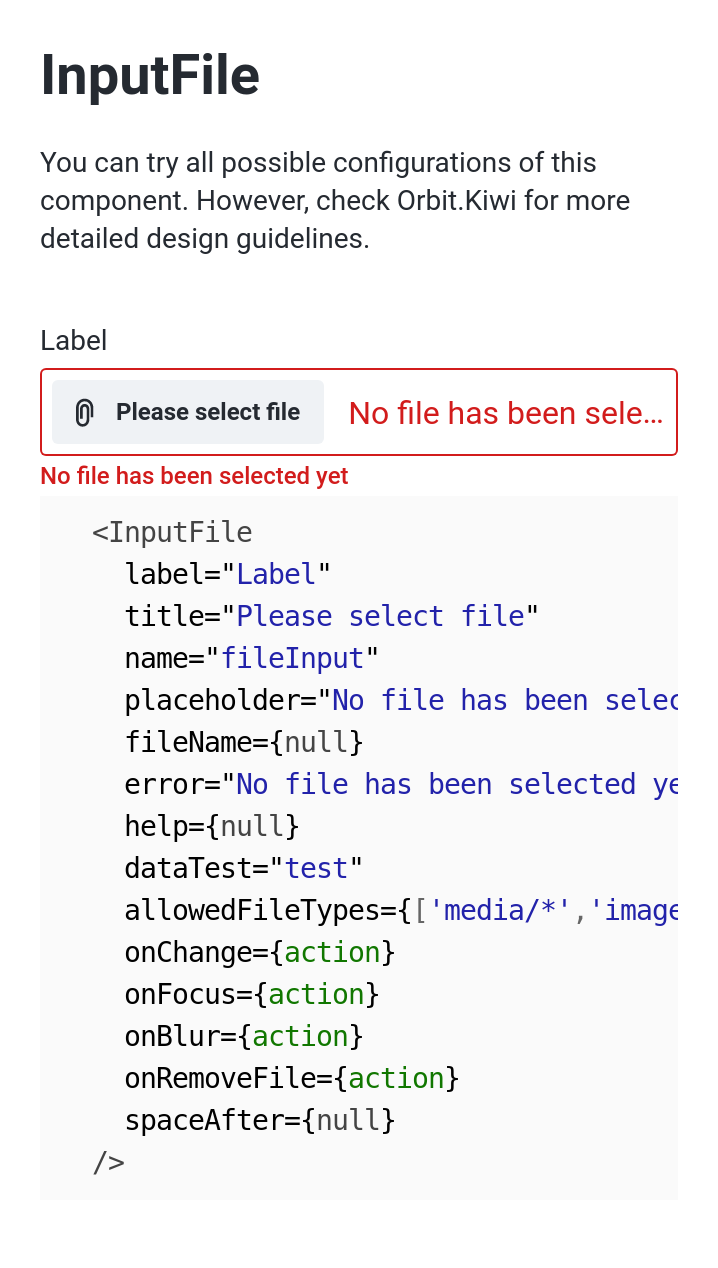 InputFile
You can try all possible configurations of this
component. However, check Orbit.Kiwi for more
detailed design guidelines.
Label
Please select file No file has been sele...
No file has been selected yet
<InputFile
label="Label"
title="Please select file"
name="fileInput"
placeholder="No file has been selec
fileName={null}
error="No file has been selected ye
help={null}
dataTest="test"
allowedFileTypes={['media/*','image
onChange={action}
onFocus={action}
onBlur={action}
onRemoveFile={action}
spaceAfter={null}
/>